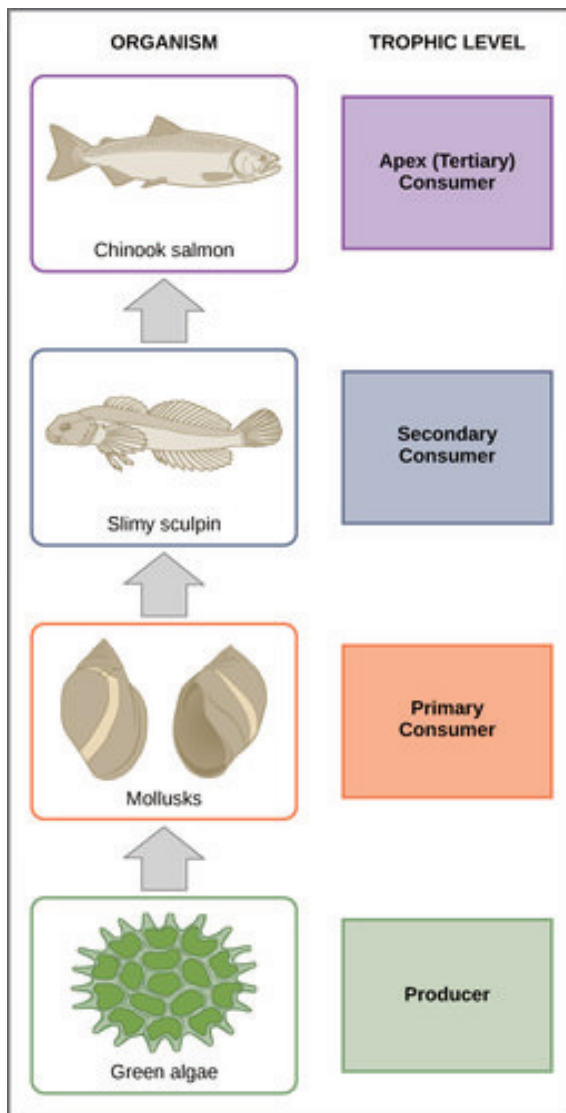 ORGANISM
TROPHIC LEVEL
Chinook salmon
Apex (Tertiary)
Consumer
Slimy sculpin
Secondary
Consumer
Mollusks
Primary
Consumer
Green algae
Producer